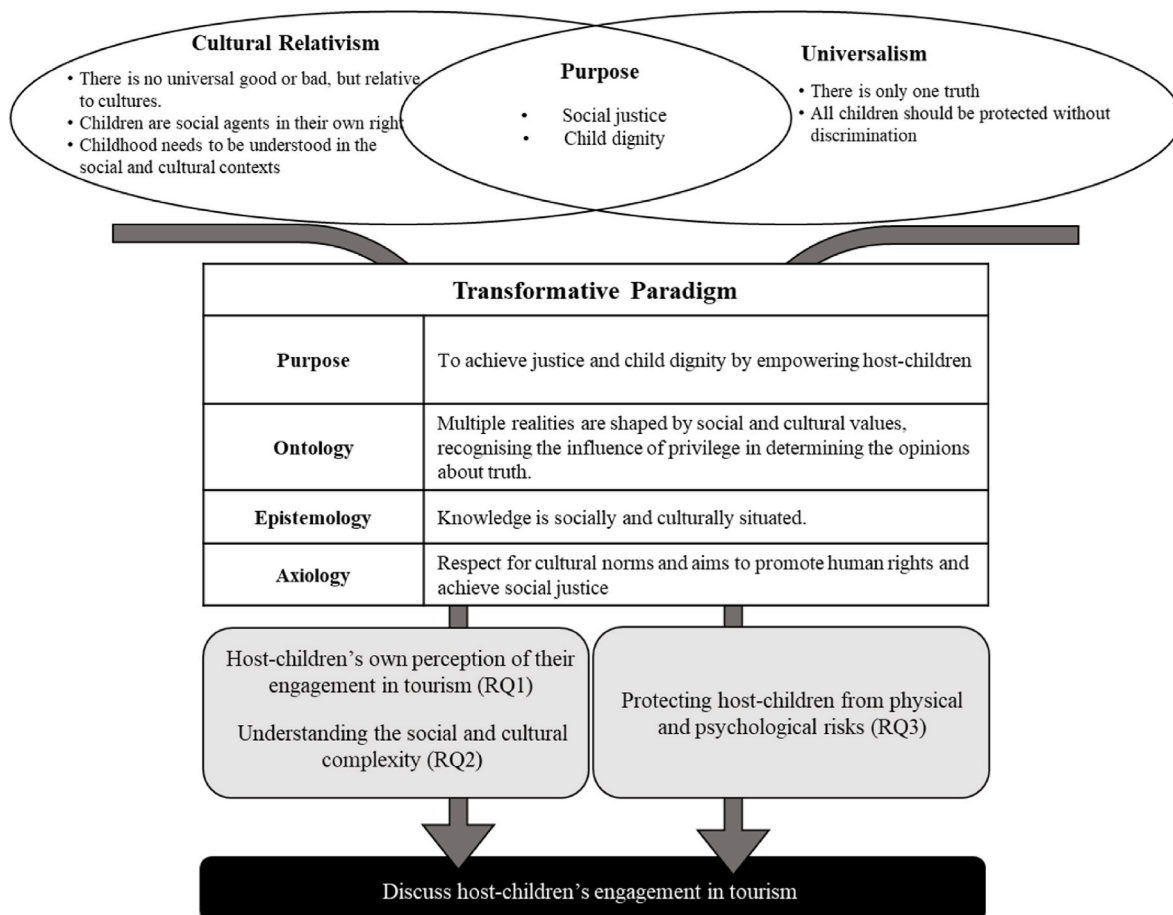 Cultural Relativism
• There is no universal good or bad, but relative
to cultures.
• Children are social agents in their own right
• Childhood needs to be understood in the
social and cultural contexts
Purpose
• Social justice
• Child dignity
Universalism
• There is only one truth
• All children should be protected without
discrimination
Transformative Paradigm
Purpose
To achieve justice and child dignity by empowering host-children
Ontology
Multiple realities are shaped by social and cultural values,
recognising the influence of privilege in determining the opinions
about truth.
Epistemology
Knowledge is socially and culturally situated.
Axiology
Respect for cultural norms and aims to promote human rights and
achieve social justice
Host-children’s own perception of their
engagement in tourism (RQ1)
Understanding the social and cultural
complexity (RQ2)
Protecting host-children from physical
and psychological risks (RQ3)
Discuss host-children’s engagement in tourism